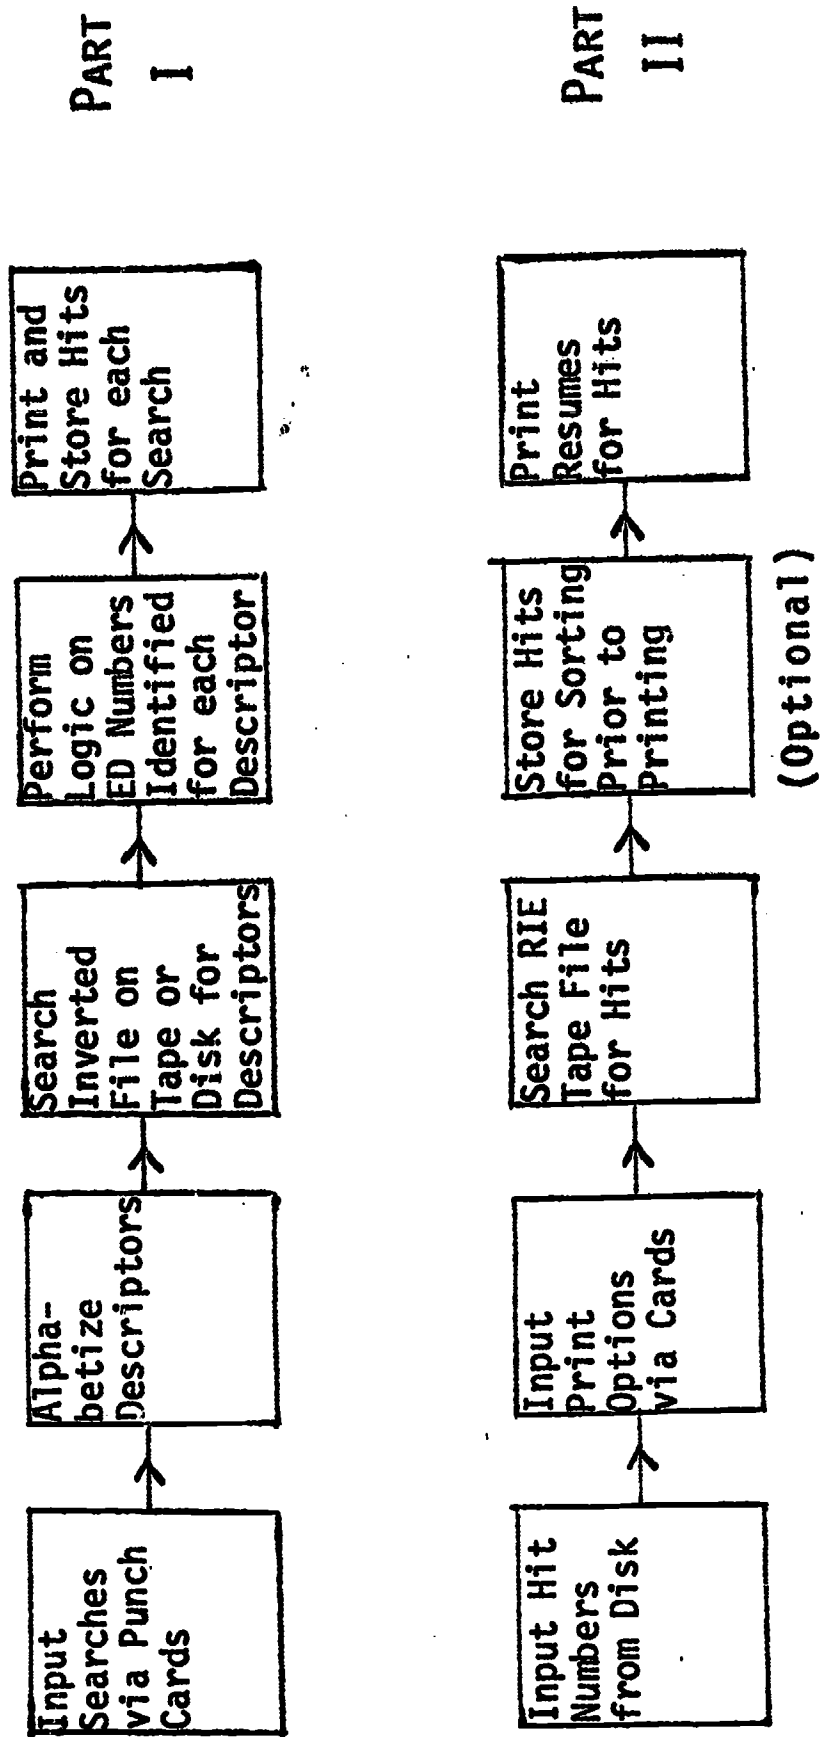 PART
I
Input
Searches
via Punch
Cards
Alpha-
betize
Descriptors
Search
Inverted
File on
Tape or
Disk for
Descriptors
Perform
Logic on
ED Numbers
Identified
for each
Descriptor
Print and
Store Hits
for each
Search
PART
II
Input Hit
Numbers
from Disk
Input
Print
Options
via Cards
Search RIE
Tape File
for Hits
Store Hits
for Sorting
Prior to
Printing
(Optional)
Print
Resumes
for Hits